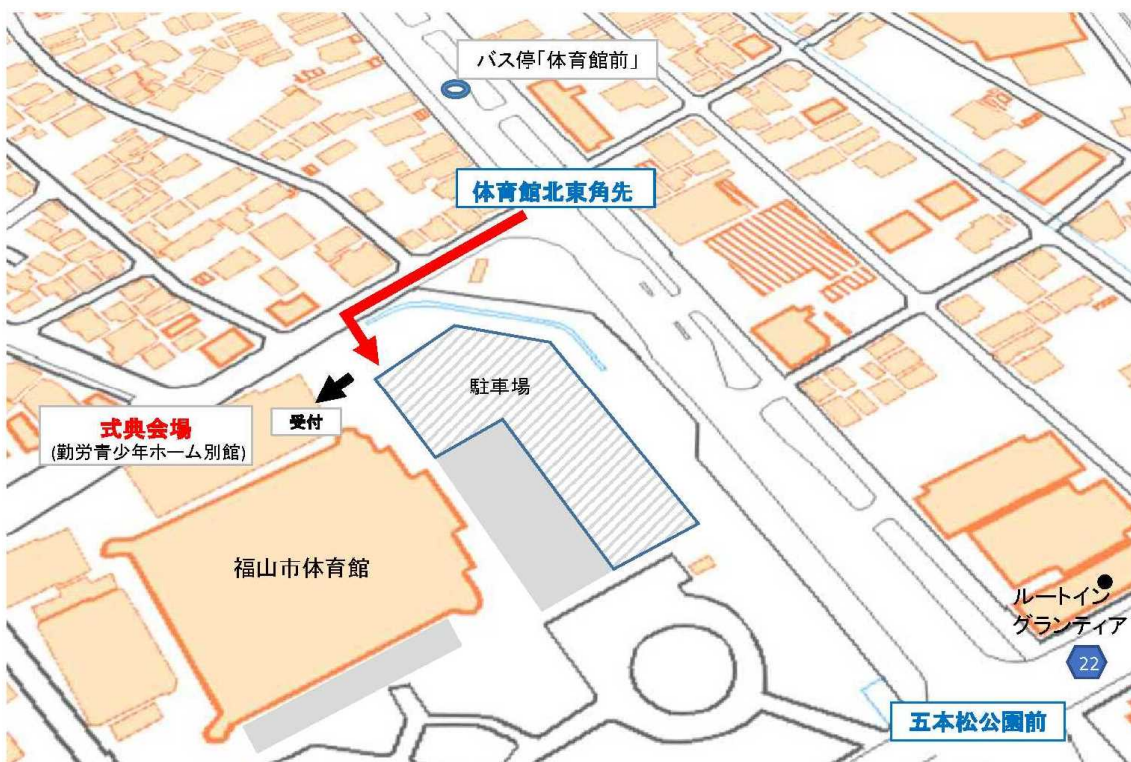 バス停「体育館前」
体育館北東角先
駐車場
受付
式典会場
(勤労青少年ホーム別館)
福山市体育館
ルートイン
グランティア
22
五本松公園前